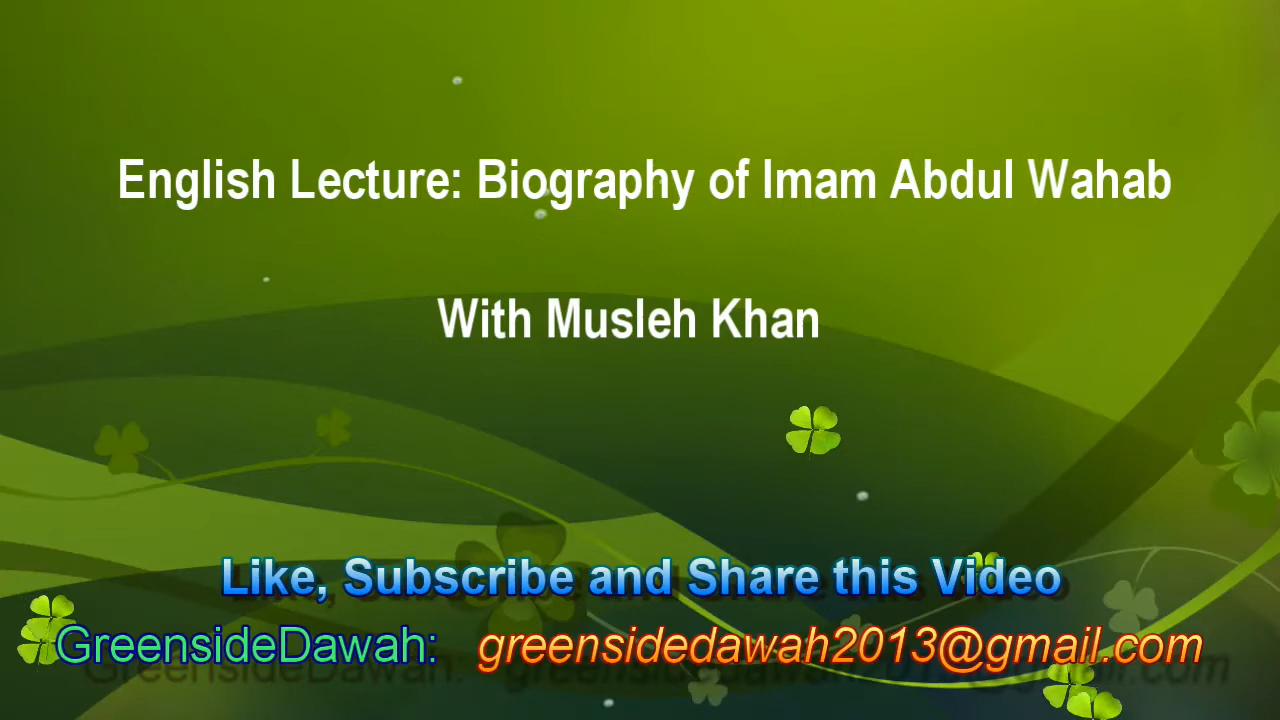 English Lecture: Biography of Imam Abdul Wahab
With Musleh Khan
Like, Subscribe and Share this Video
GreensideDawah: greensidedawah2013@gmail.com